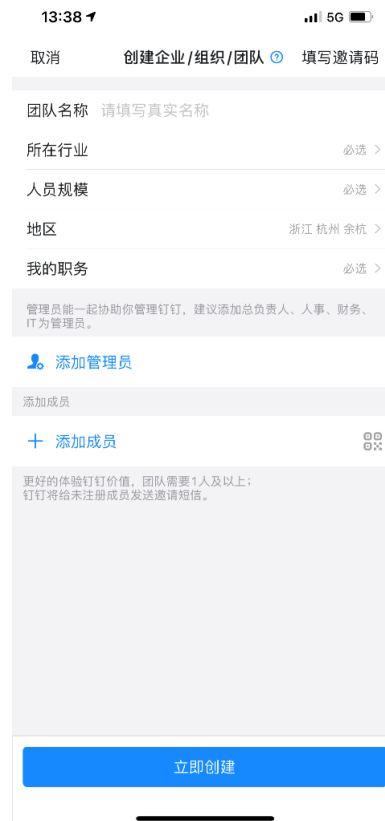 13:38 5G
取消 创建企业/组织/团队 填写邀请码
团队名称 请填写真实名称
所在行业 必选
人员规模 必选
地区 浙江 杭州 余杭
我的职务 必选
管理员能一起协助你管理钉钉，建议添加总负责人、人事、财务、
IT为管理员。
添加管理员
添加成员
添加成员
更好的体验钉钉价值，团队需要1人及以上；
钉钉将给未注册成员发送邀请短信。
立即创建